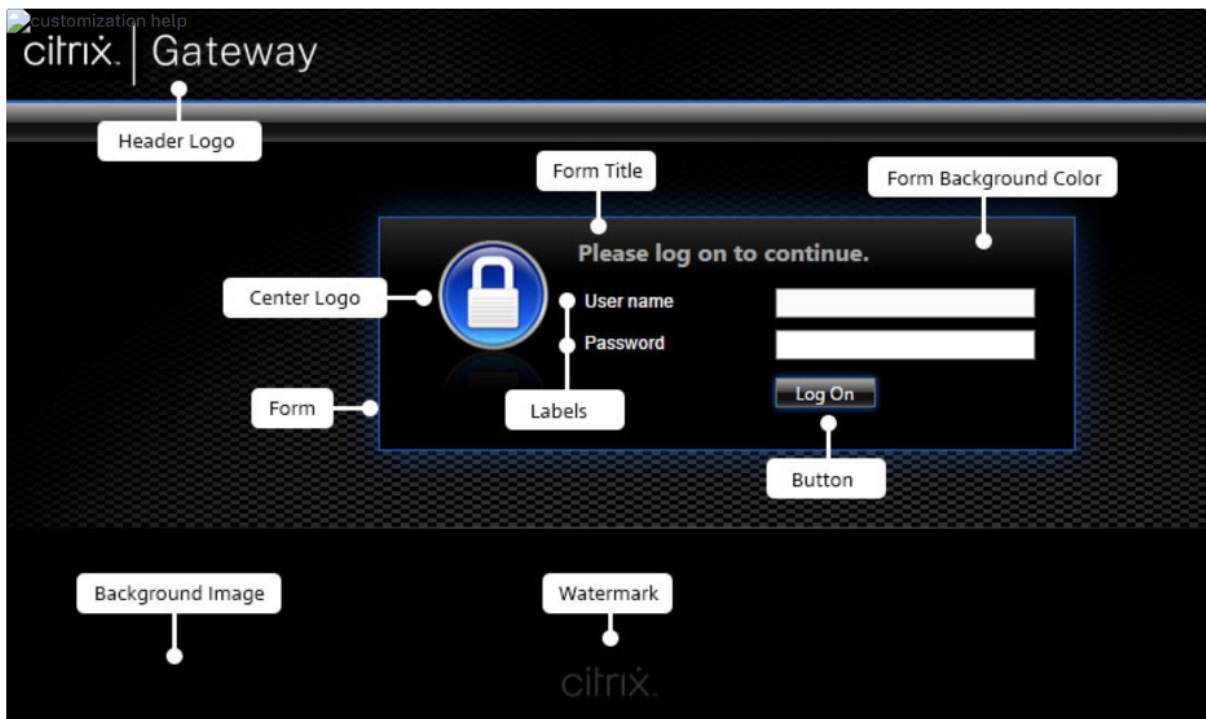 customization help
citrix. | Gateway
Header Logo
Form Title
Form Background Color
Please log on to continue.
Center Logo
User name
Password
Form
Labels
Log On
Button
Background Image
Watermark
citrix.